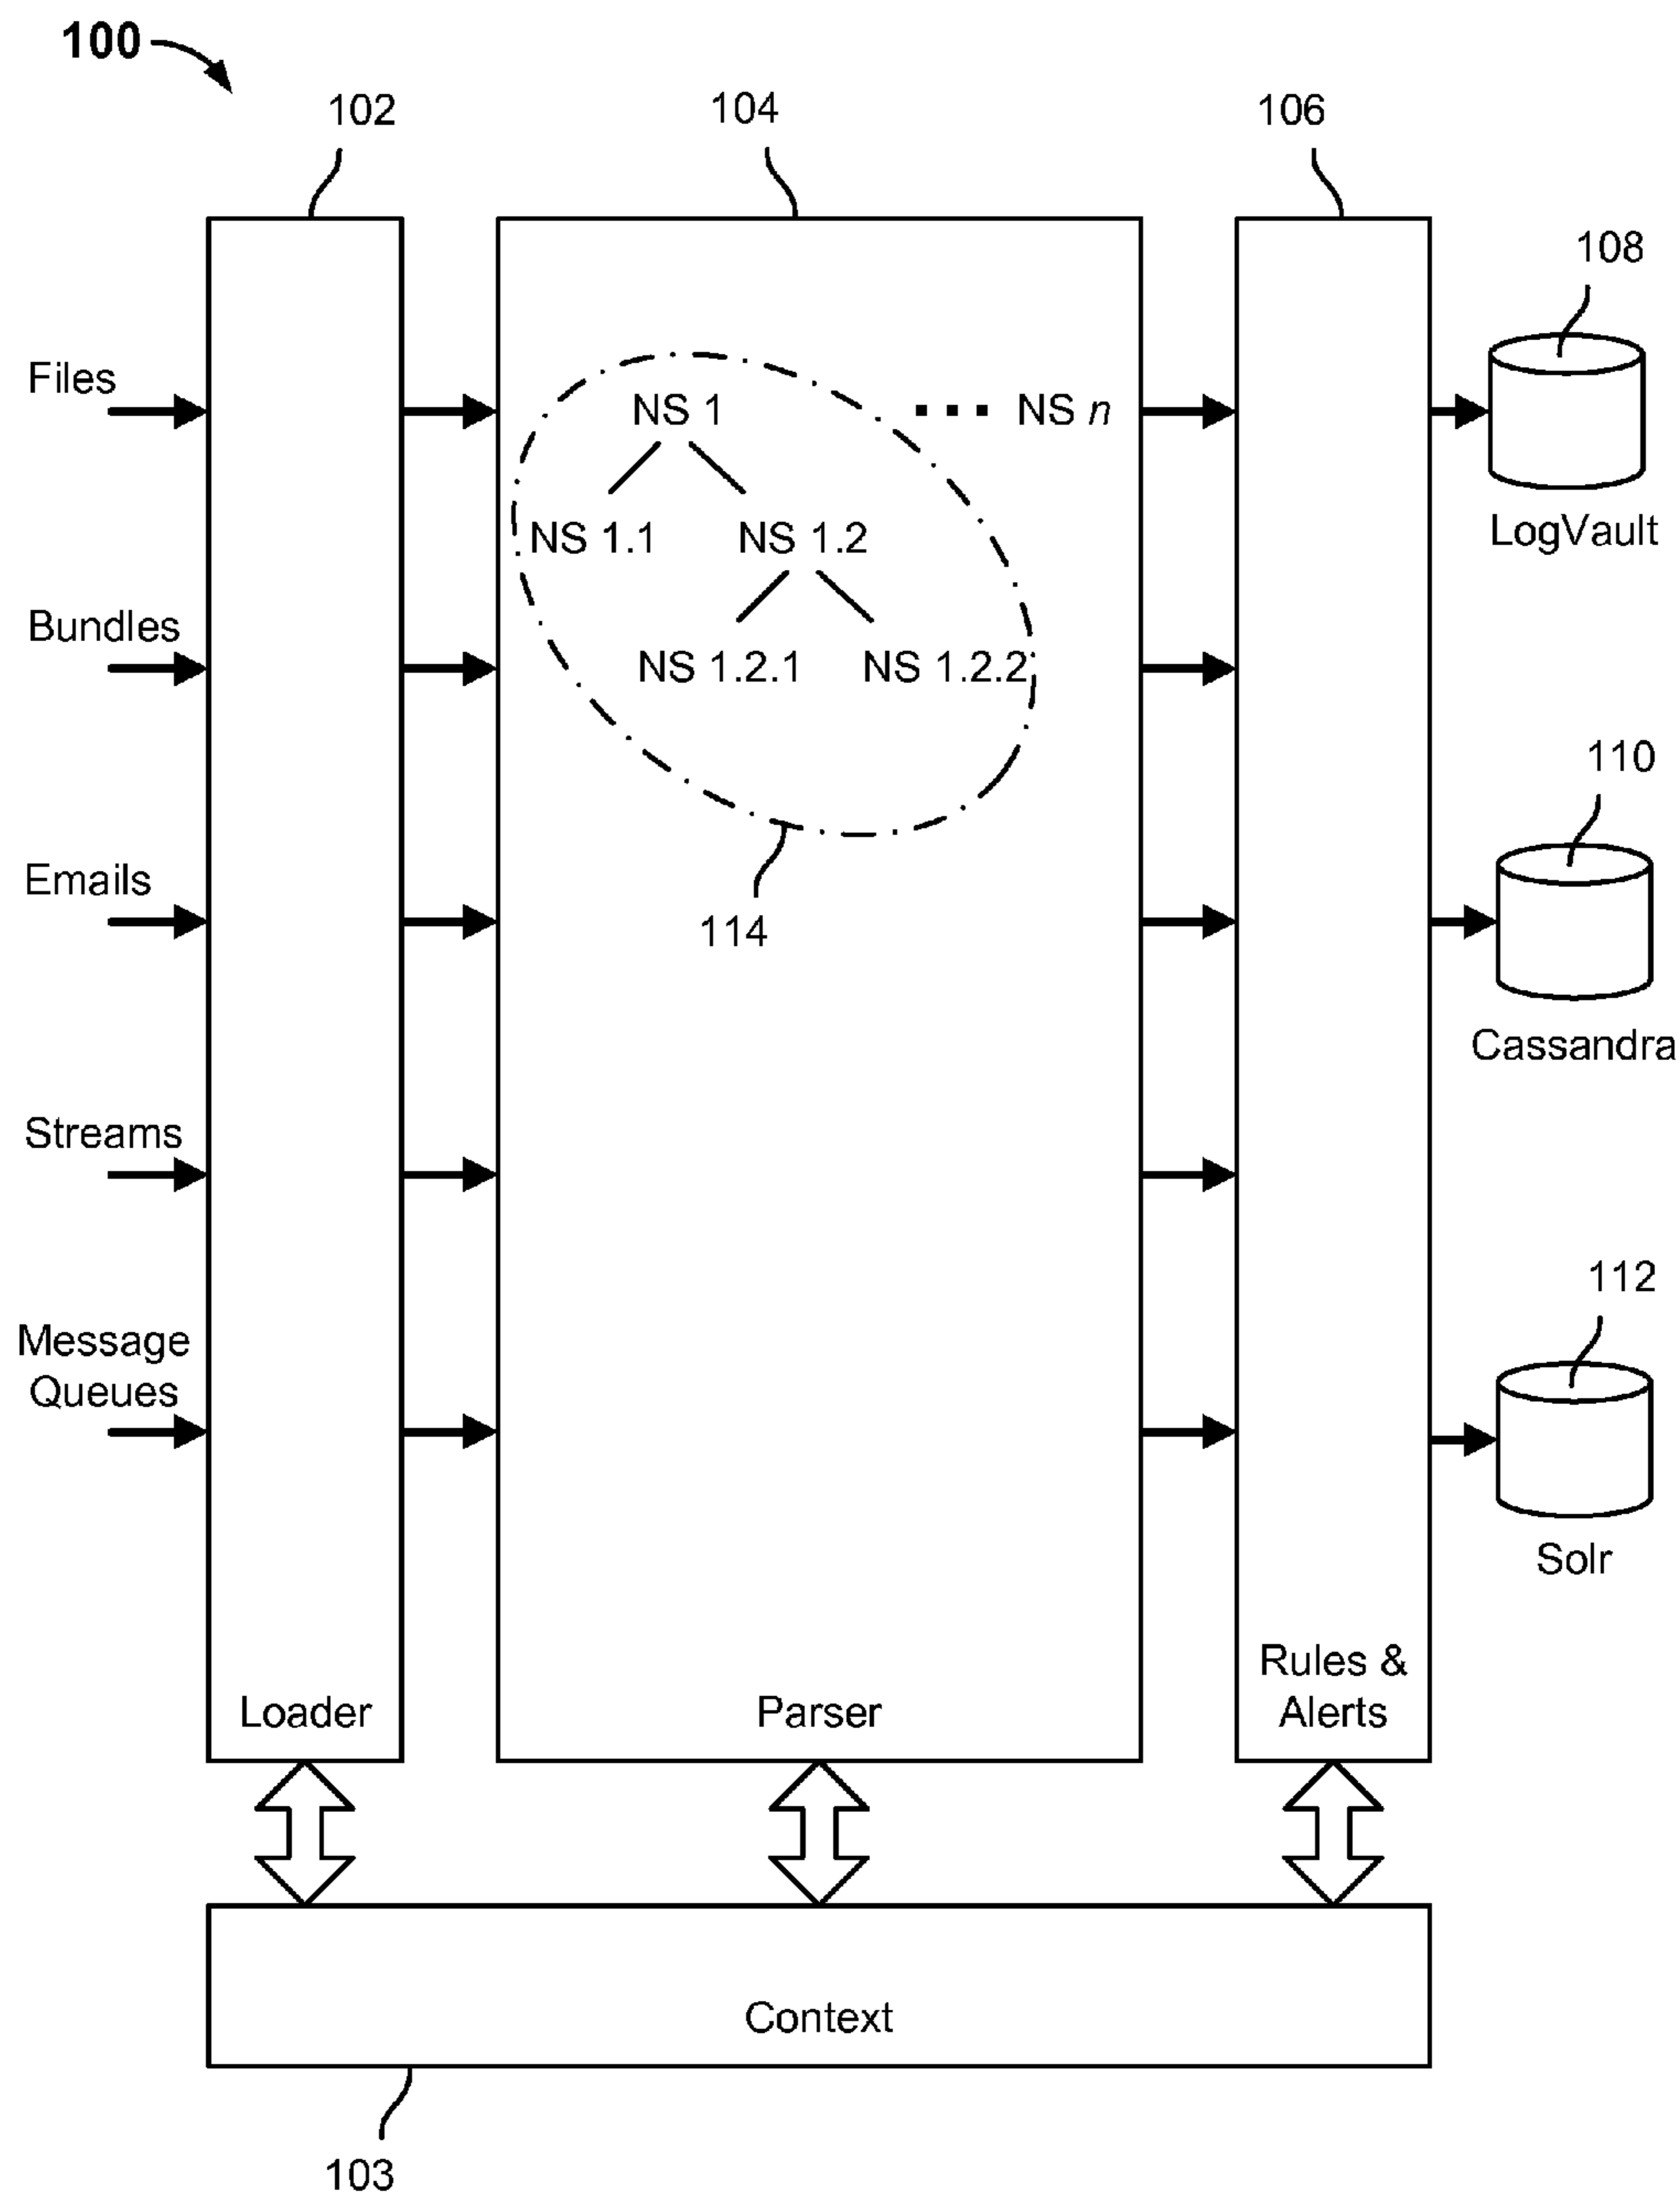 100
102
104
106
108
Files
NS 1
▪ ▪ ▪ NS n
LogVault
NS 1.1
NS 1.2
Bundles
NS 1.2.1
NS 1.2.2
110
Emails
114
Cassandra
Streams
112
Message
Queues
Solr
Loader
Parser
Rules &
Alerts
Context
103